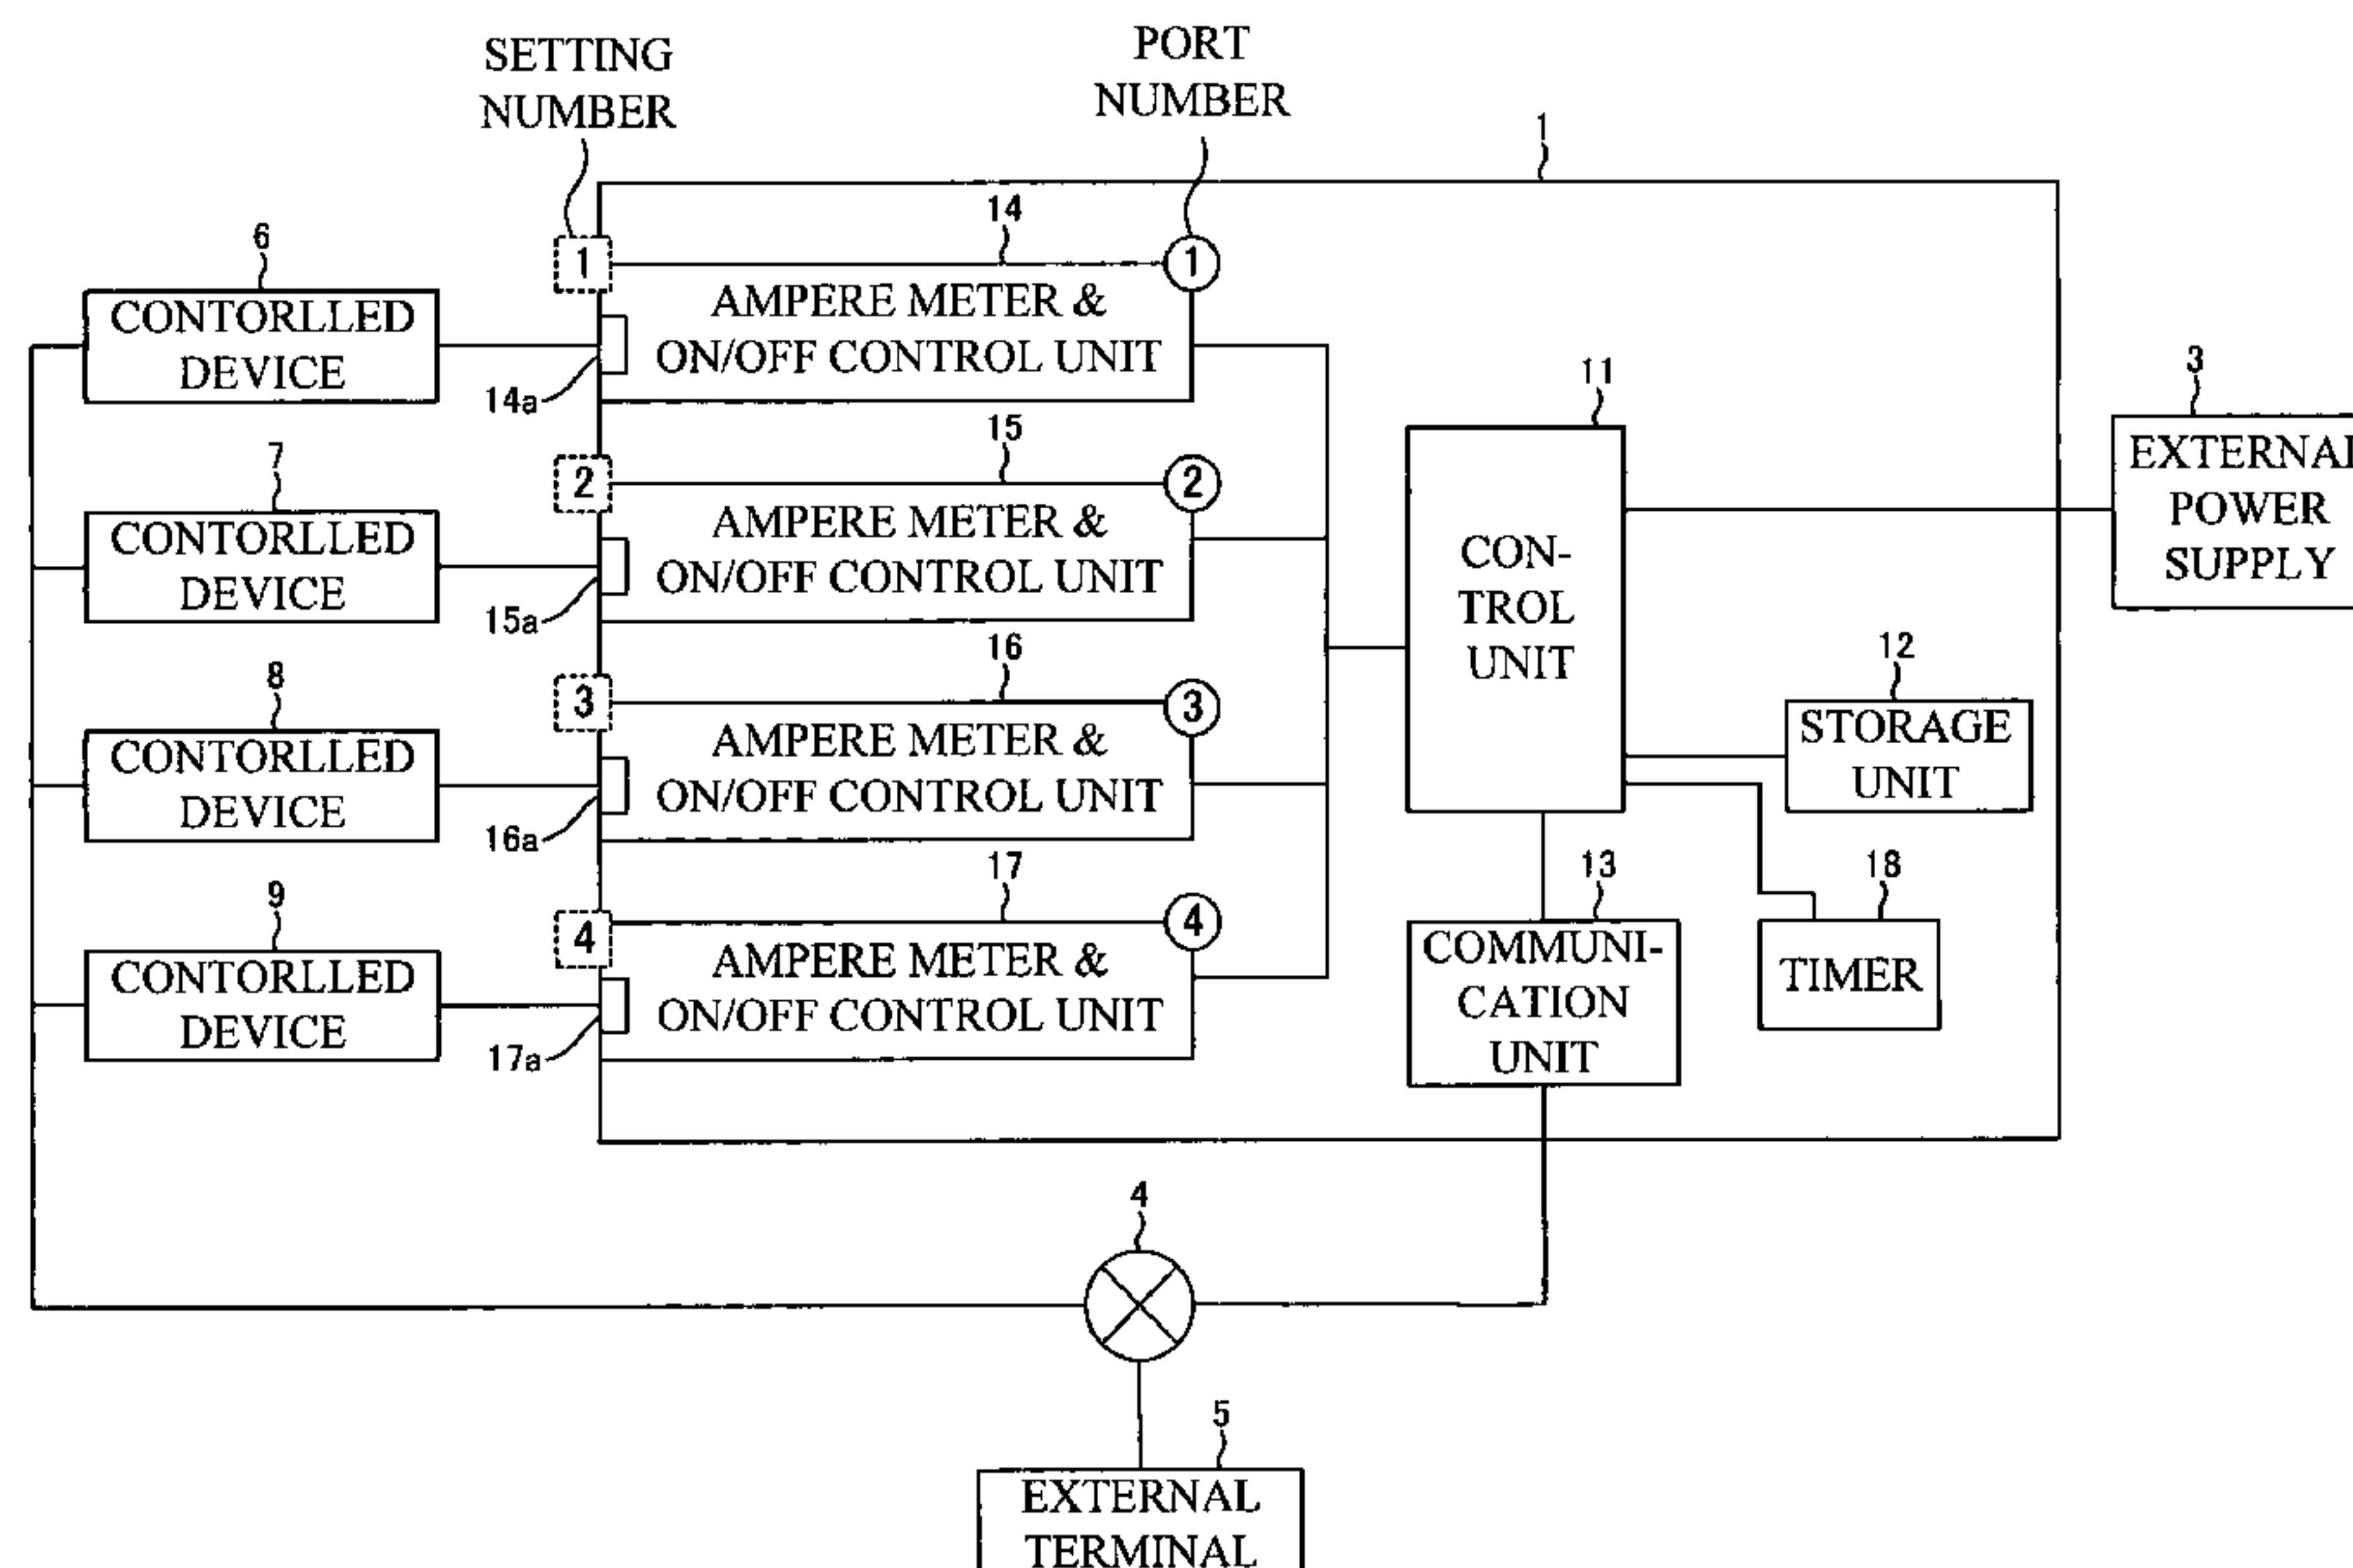 SETTING
NUMBER
PORT
NUMBER
1
6
CONTORLLED
DEVICE
1
14
1
AMPERE METER &
ON/OFF CONTROL UNIT
14a
7
CONTORLLED
DEVICE
2
15
2
AMPERE METER &
ON/OFF CONTROL UNIT
15a
8
CONTORLLED
DEVICE
3
16
3
AMPERE METER &
ON/OFF CONTROL UNIT
16a
9
CONTORLLED
DEVICE
4
17
4
AMPERE METER &
ON/OFF CONTROL UNIT
17a
11
CON-
TROL
UNIT
3
EXTERNAL
POWER
SUPPLY
12
STORAGE
UNIT
13
COMMUNI-
CATION
UNIT
18
TIMER
4
5
EXTERNAL
TERMINAL